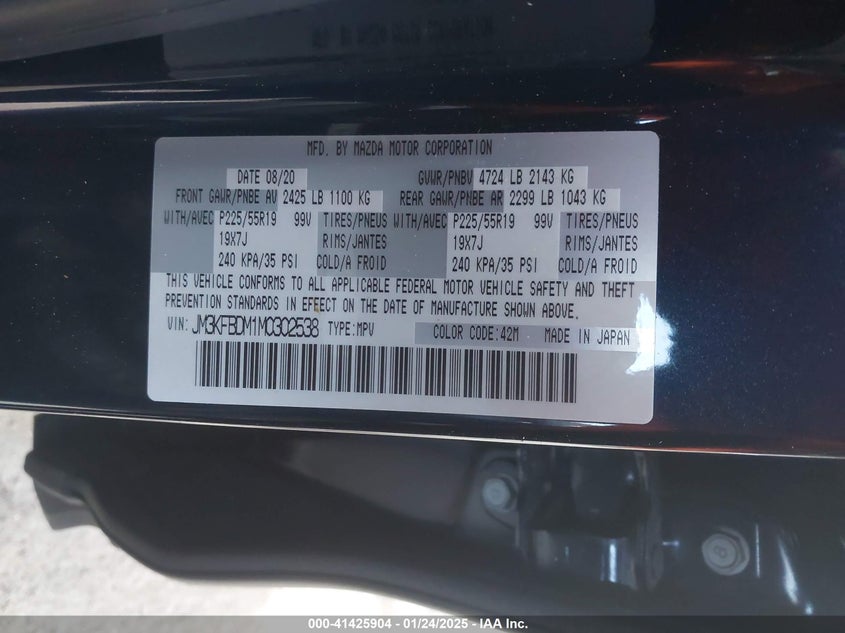 MFD. BY MAZDA MOTOR CORPORATION
DATE 08/20 GVWR/PNBV 4724 LB 2143 KG
FRONT GAWR/PNBE AV 2425 LB 1100 KG REAR GAWR/PNBE AR 2299 LB 1043 KG
WITH/AVEC P225/55R19 99V TIRES/PNEUS WITH/AVEC P225/55R19 99V TIRES/PNEUS
19X7J RIMS/JANTES 19X7J RIMS/JANTES
240 KPA/35 PSI COLD/A FROID 240 KPA/35 PSI COLD/A FROID
THIS VEHICLE CONFORMS TO ALL APPLICABLE FEDERAL MOTOR VEHICLE SAFETY AND THEFT
PREVENTION STANDARDS IN EFFECT ON THE DATE OF MANUFACTURE SHOWN ABOVE.
VIN: JM3KFBDM1M0302538 TYPE:MPV COLOR CODE:42M MADE IN JAPAN
8
000-41425904 - 01/24/2025 - IAA Inc.